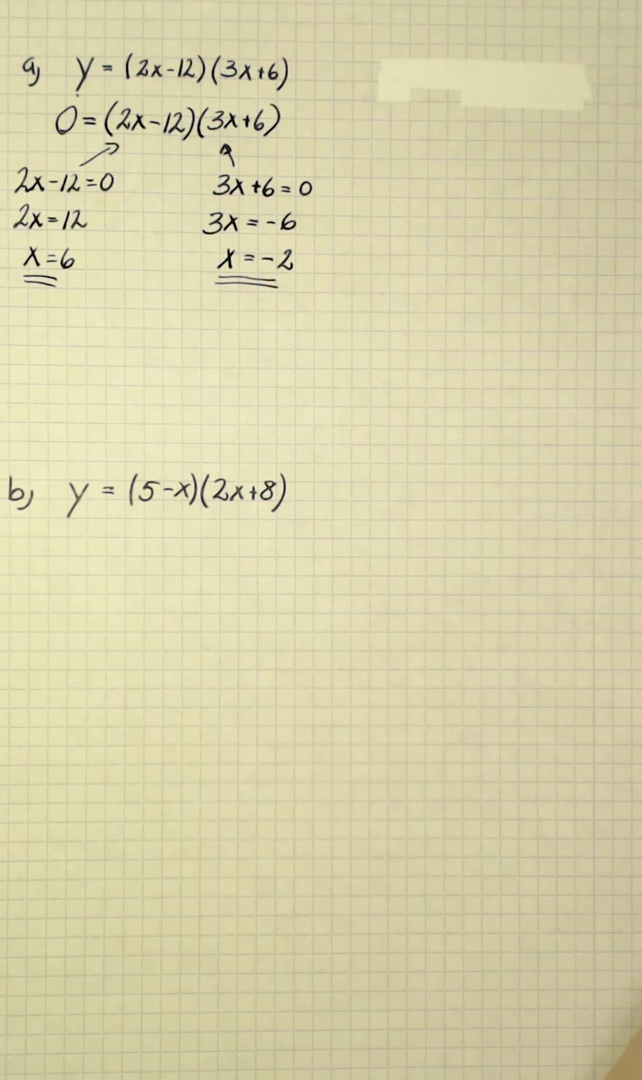 a) y = (2x-12)(3x+6)
0 = (2x-12)(3x+6)
2x-12=0 3x+6=0
2x=12 3x=-6
x=6 x=-2
b) y = (5-x)(2x+8)